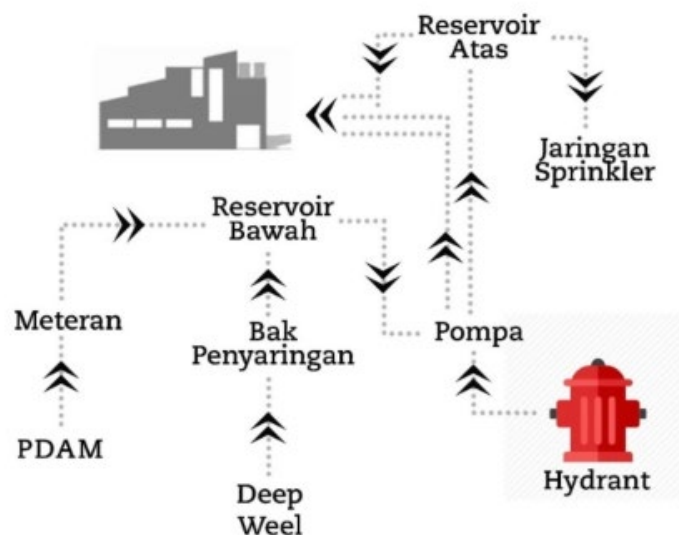 Reservoir
Atas
Jaringan
Sprinkler
Reservoir
Bawah
Meteran
Bak
Penyaringan
Pompa
PDAM
Hydrant
Deep
Weel